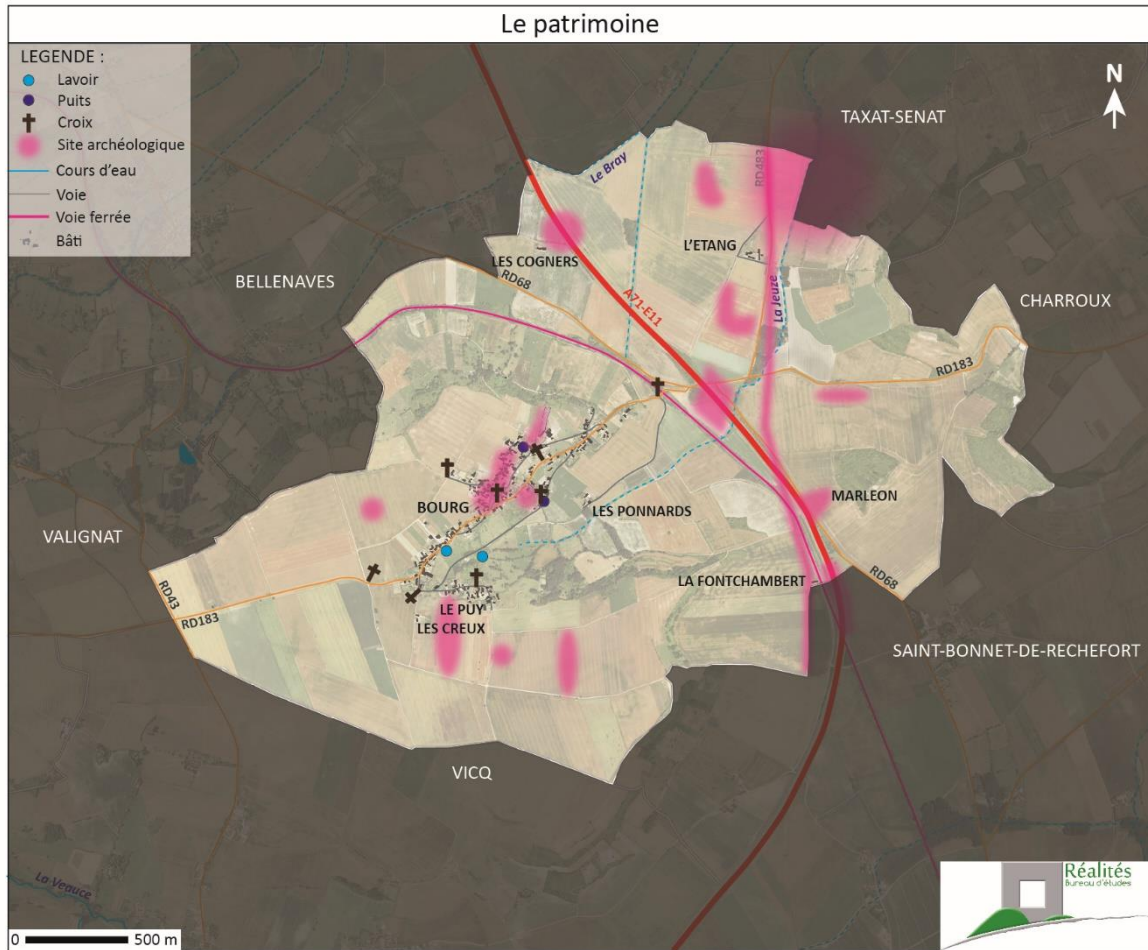 Le patrimoine
LEGENDE :
Lavoir
Puits
Croix
Site archéologique
Cours d'eau
Voie
Voie ferrée
Bâti
N
TAXAT-SENAT
RD483
Le Bray
L'ETANG
LES COGNERS
BELLENAVES
RD68
La Jeuze
A71-E11
CHARROUX
RD183
BOURG
LES PONNARDS
MARLEON
VALIGNAT
LA FONTCHAMBERT
RD68
RD43
RD183
LE PUY
LES CREUX
SAINT-BONNET-DE-RECHEFORT
VICQ
La Veauce
Réalités
Bureau d'études
0 500 m